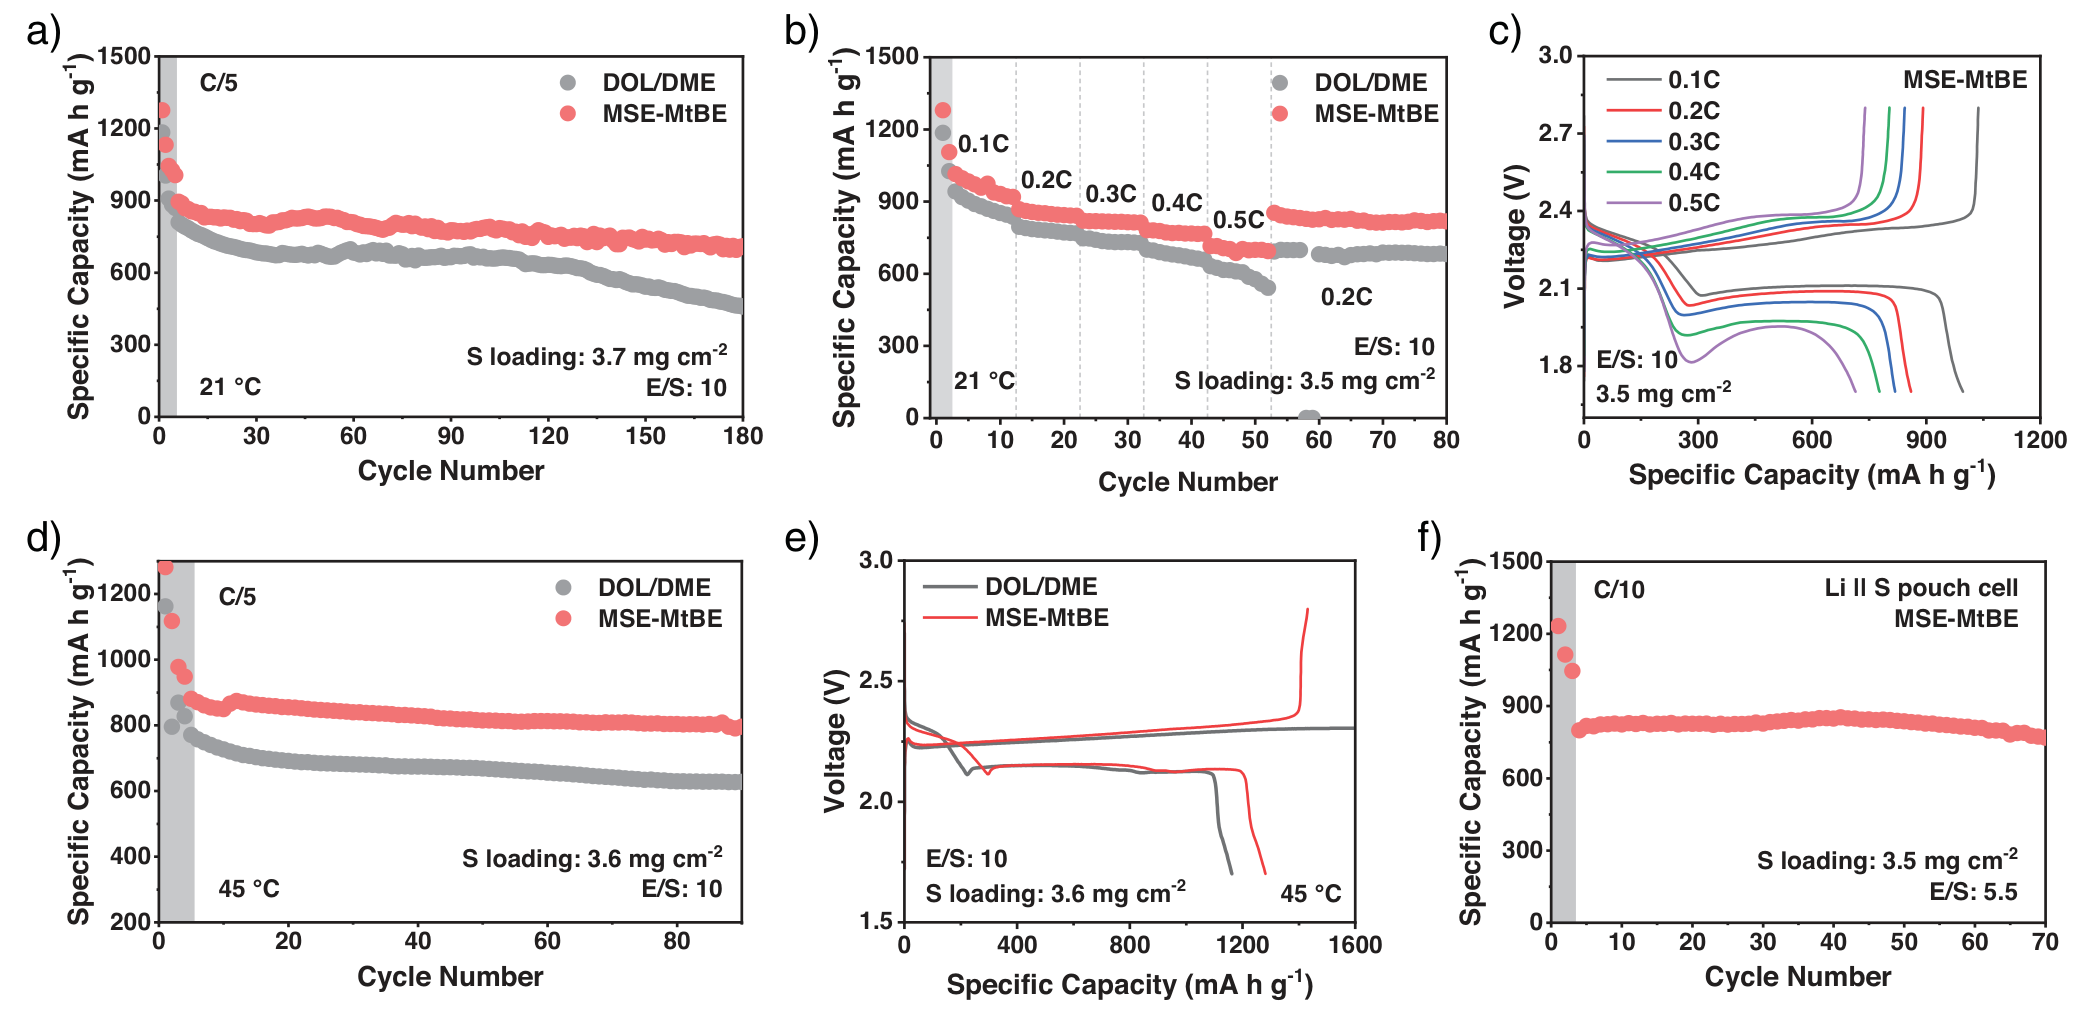 a)
1500
1200
900
600
300
0
Specific Capacity (mA h g-1)
C/5
DOL/DME
MSE-MtBE
S loading: 3.7 mg cm-2
21 °C
E/S: 10
0 30 60 90 120 150 180
Cycle Number
b)
1500
1200
900
600
300
0
Specific Capacity (mA h g-1)
DOL/DME
MSE-MtBE
0.1C
0.2C
0.3C
0.4C
0.5C
0.2C
E/S: 10
21 °C
S loading: 3.5 mg cm-2
0 10 20 30 40 50 60 70 80
Cycle Number
c)
3.0
2.7
2.4
2.1
1.8
Voltage (V)
0.1C
0.2C
0.3C
0.4C
0.5C
MSE-MtBE
E/S: 10
3.5 mg cm-2
0 300 600 900 1200
Specific Capacity (mA h g-1)
d)
1200
1000
800
600
400
200
Specific Capacity (mA h g-1)
C/5
DOL/DME
MSE-MtBE
S loading: 3.6 mg cm-2
45 °C
E/S: 10
0 20 40 60 80
Cycle Number
e)
3.0
2.5
2.0
1.5
Voltage (V)
DOL/DME
MSE-MtBE
E/S: 10
S loading: 3.6 mg cm-2
45 °C
0 400 800 1200 1600
Specific Capacity (mA h g-1)
f)
1500
1200
900
600
300
0
Specific Capacity (mA h g-1)
C/10
Li || S pouch cell
MSE-MtBE
S loading: 3.5 mg cm-2
E/S: 5.5
0 10 20 30 40 50 60 70
Cycle Number